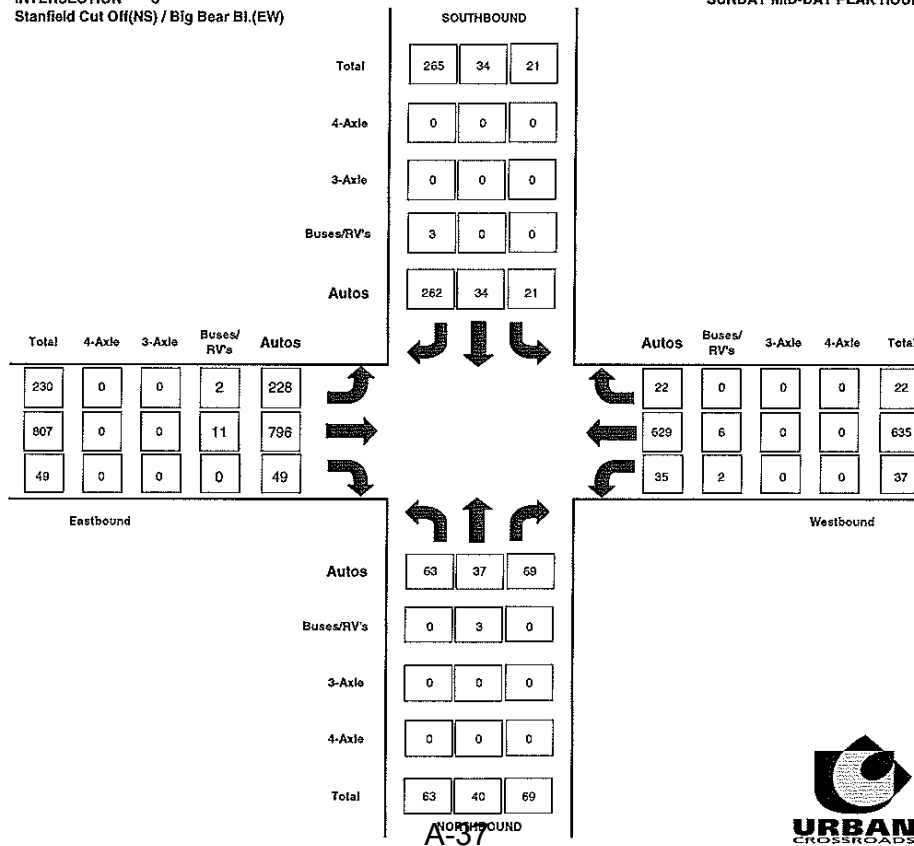 Stanfield Cut Off(NS) / Big Bear Bl.(EW)
SOUTHBOUND
Total 265 34 21
4-Axle 0 0 0
3-Axle 0 0 0
Buses/RV's 3 0 0
Autos 262 34 21
Total 4-Axle 3-Axle Buses/ RV's Autos
230 0 0 2 228
807 0 0 11 796
49 0 0 0 49
Eastbound
Autos Buses/ RV's 3-Axle 4-Axle Total
22 0 0 0 22
629 6 0 0 635
35 2 0 0 37
Westbound
Autos 63 37 69
Buses/RV's 0 3 0
3-Axle 0 0 0
4-Axle 0 0 0
Total 63 40 69
NORTHBOUND
A-37
URBAN
CROSSROADS